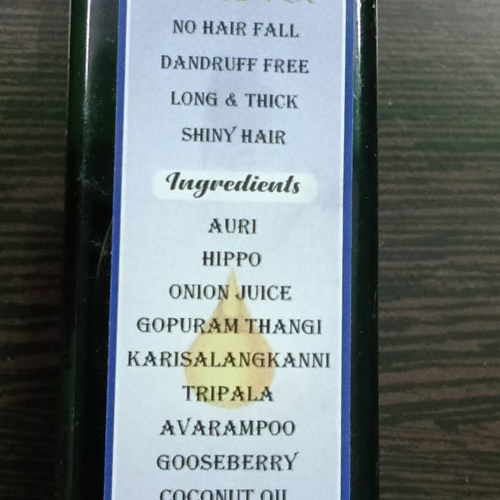 NO HAIR FALL
DANDRUFF FREE
LONG & THICK
SHINY HAIR
Ingredients
AURI
HIPPO
ONION JUICE
GOPURAM THANGI
KARISALANGKANNI
TRIPALA
AVARAMPOO
GOOSEBERRY
COCONUT OIL